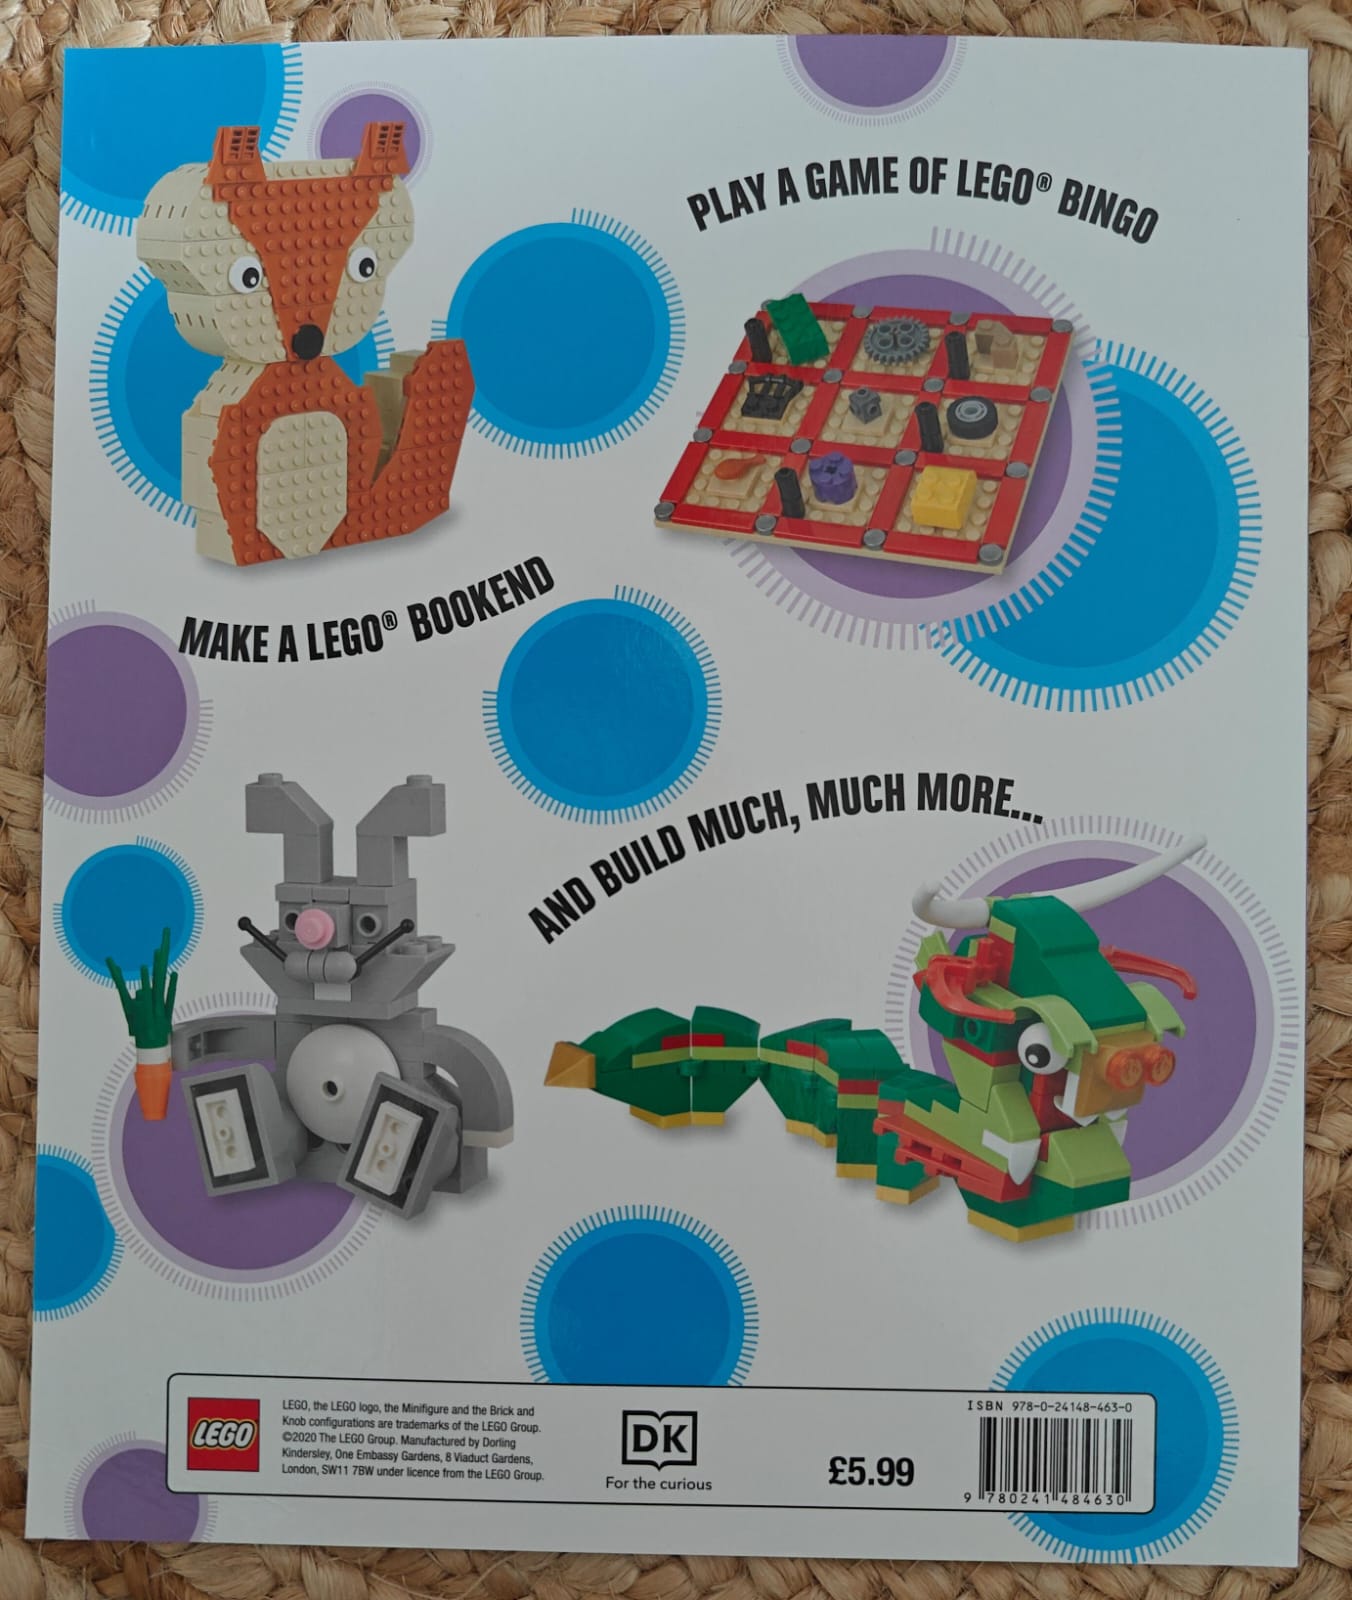 PLAY A GAME OF LEGO® BINGO
MAKE A LEGO® BOOKEND
AND BUILD MUCH, MUCH MORE...
LEGO
LEGO, the LEGO logo, the Minifigure and the Brick and
Knob configurations are trademarks of the LEGO Group.
©2020 The LEGO Group. Manufactured by Dorling
Kindersley, One Embassy Gardens, 8 Viaduct Gardens,
London, SW11 7BW under licence from the LEGO Group.
DK
For the curious
£5.99
ISBN 978-0-24148-463-0
9 780241 484630